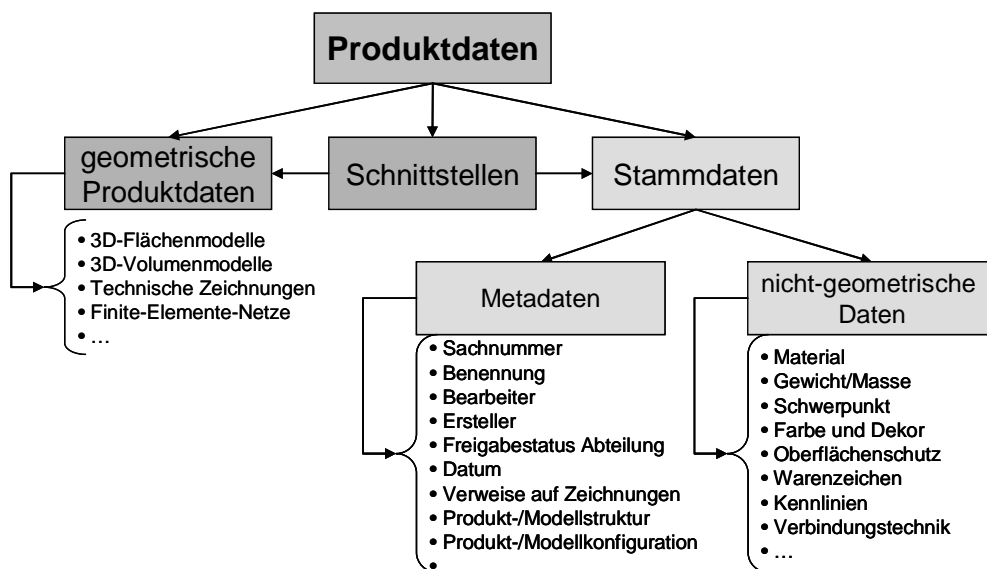 Produktdaten
geometrische
Produktdaten
Schnittstellen
Stammdaten
• 3D-Flächenmodelle
• 3D-Volumenmodelle
• Technische Zeichnungen
• Finite-Elemente-Netze
• …
Metadaten
• Sachnummer
• Benennung
• Bearbeiter
• Ersteller
• Freigabestatus Abteilung
• Datum
• Verweise auf Zeichnungen
• Produkt-/Modellstruktur
• Produkt-/Modellkonfiguration
•
nicht-geometrische
Daten
• Material
• Gewicht/Masse
• Schwerpunkt
• Farbe und Dekor
• Oberflächenschutz
• Warenzeichen
• Kennlinien
• Verbindungstechnik
• …